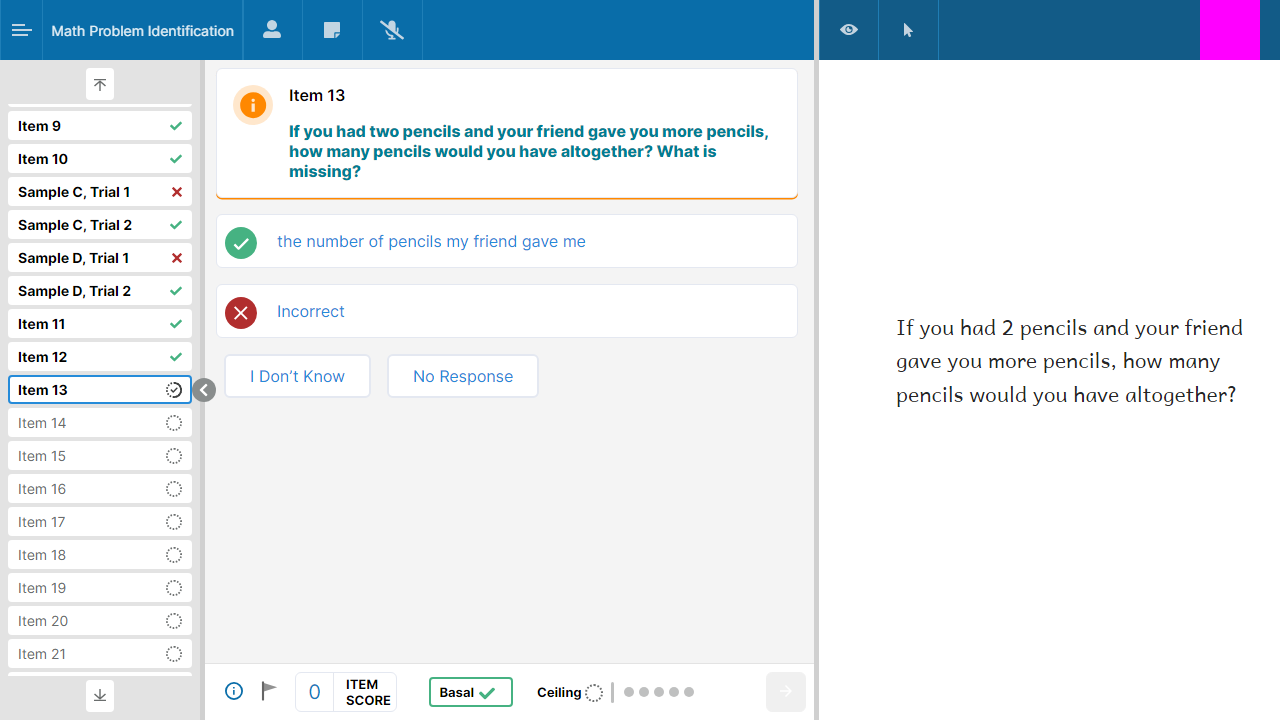 Math Problem Identification
Item 9
Item 10
Sample C, Trial 1
Sample C, Trial 2
Sample D, Trial 1
Sample D, Trial 2
Item 11
Item 12
Item 13
Item 14
Item 15
Item 16
Item 17
Item 18
Item 19
Item 20
Item 21
Item 13
If you had two pencils and your friend gave you more pencils,
how many pencils would you have altogether? What is
missing?
the number of pencils my friend gave me
Incorrect
I Don’t Know
No Response
0
ITEM
SCORE
Basal
Ceiling
If you had 2 pencils and your friend
gave you more pencils, how many
pencils would you have altogether?